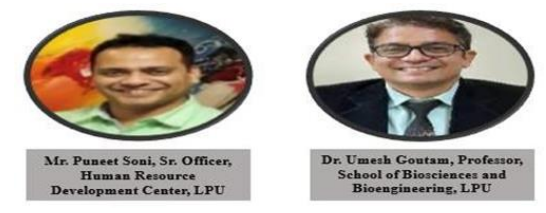 Mr. Puneet Soni, Sr. Officer,
Human Resource
Development Center, LPU
Dr. Umesh Goutam, Professor,
School of Biosciences and
Bioengineering, LPU